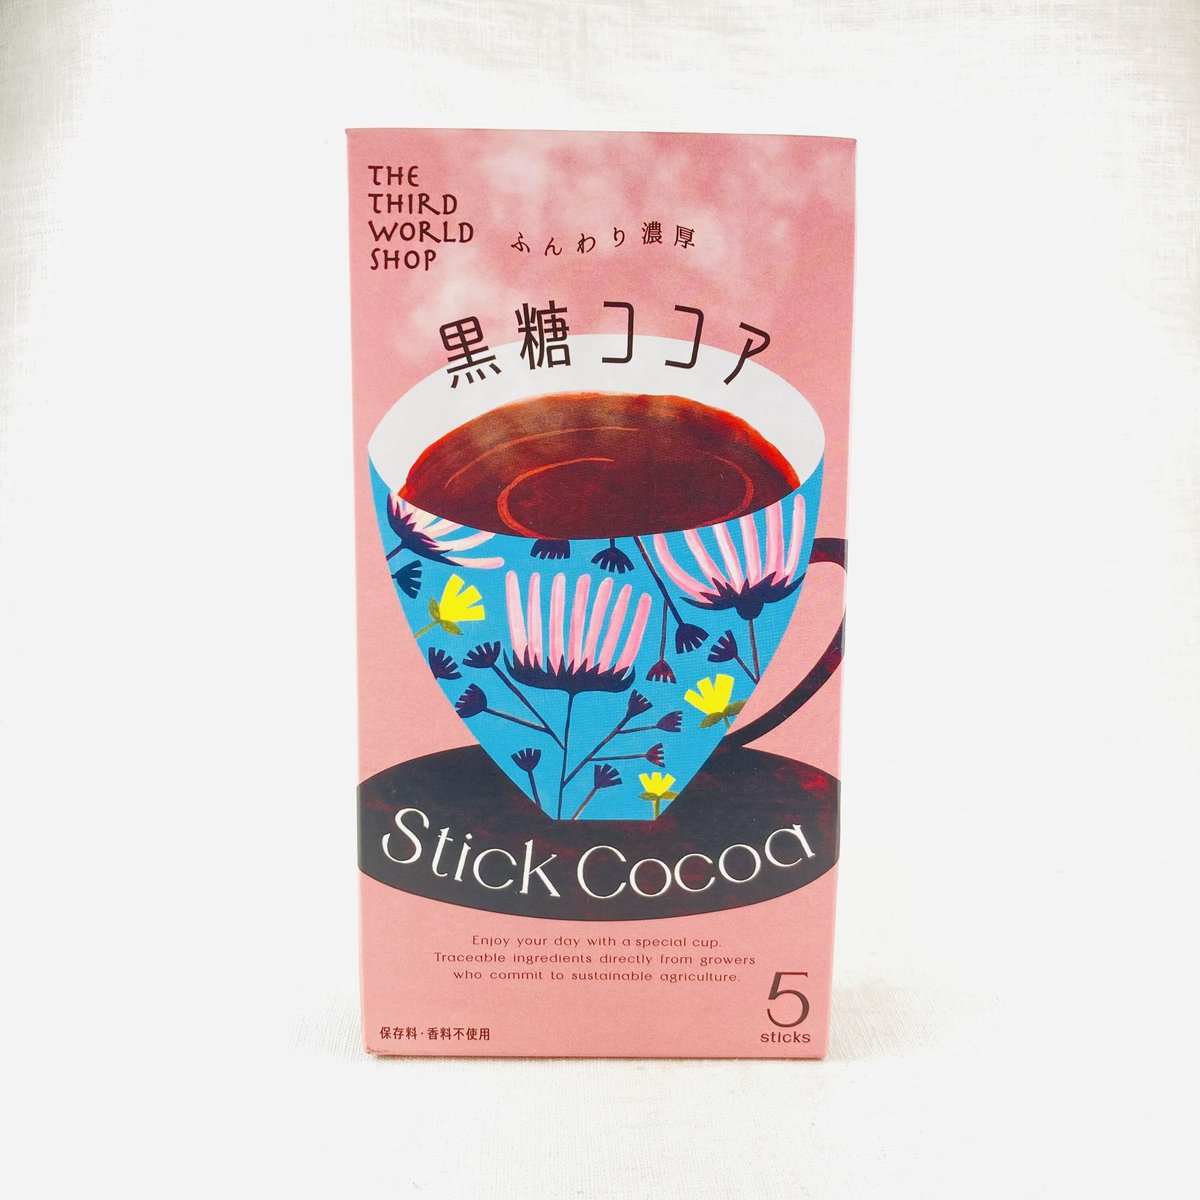 THE
THIRD
WORLD
SHOP
ふんわり濃厚
黒糖ココア
Stick Cocoa
Enjoy your day with a special cup.
Traceable ingredients directly from growers
who commit to sustainable agriculture.
5
sticks
保存料・香料不使用